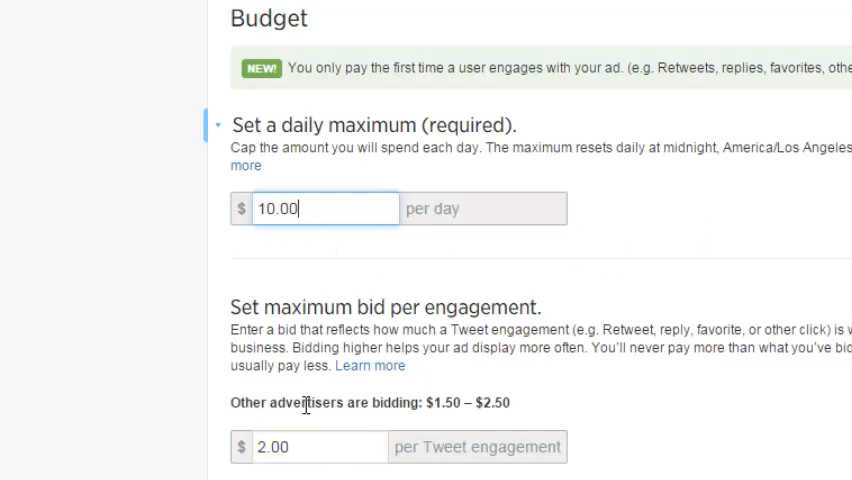 Budget
NEW! You only pay the first time a user engages with your ad. (e.g. Retweets, replies, favorites, othe
Set a daily maximum (required).
Cap the amount you will spend each day. The maximum resets daily at midnight, America/Los Angeles
more
$ 10.00 per day
Set maximum bid per engagement.
Enter a bid that reflects how much a Tweet engagement (e.g. Retweet, reply, favorite, or other click) is w
business. Bidding higher helps your ad display more often. You'll never pay more than what you've bid
usually pay less. Learn more
Other advertisers are bidding: $1.50 – $2.50
$ 2.00 per Tweet engagement